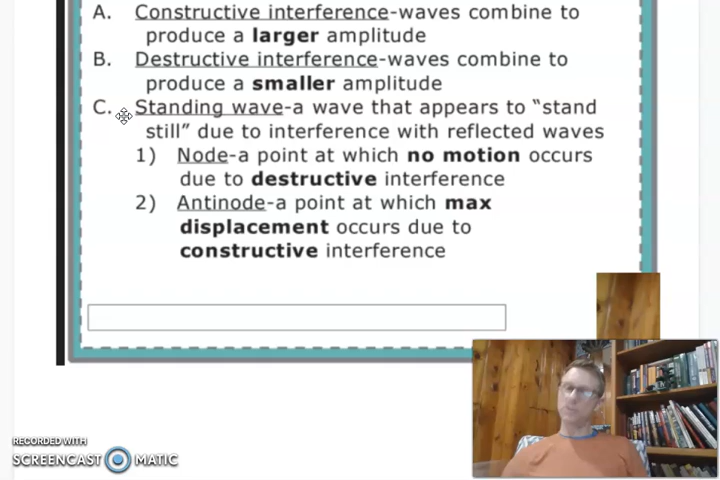 A. Constructive interference-waves combine to
produce a larger amplitude
B. Destructive interference-waves combine to
produce a smaller amplitude
C. Standing wave-a wave that appears to “stand
still” due to interference with reflected waves
1) Node-a point at which no motion occurs
due to destructive interference
2) Antinode-a point at which max
displacement occurs due to
constructive interference
RECORDED WITH
SCREENCAST MATIC